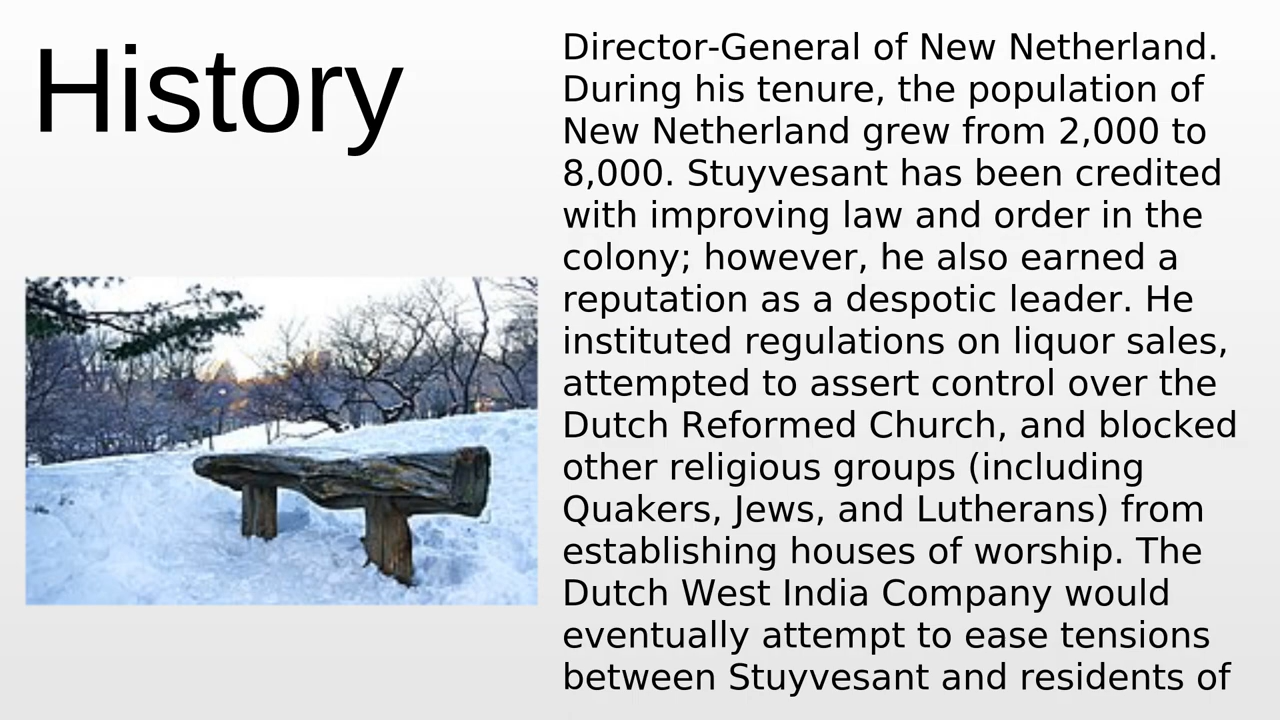 History
Director-General of New Netherland.
During his tenure, the population of
New Netherland grew from 2,000 to
8,000. Stuyvesant has been credited
with improving law and order in the
colony; however, he also earned a
reputation as a despotic leader. He
instituted regulations on liquor sales,
attempted to assert control over the
Dutch Reformed Church, and blocked
other religious groups (including
Quakers, Jews, and Lutherans) from
establishing houses of worship. The
Dutch West India Company would
eventually attempt to ease tensions
between Stuyvesant and residents of